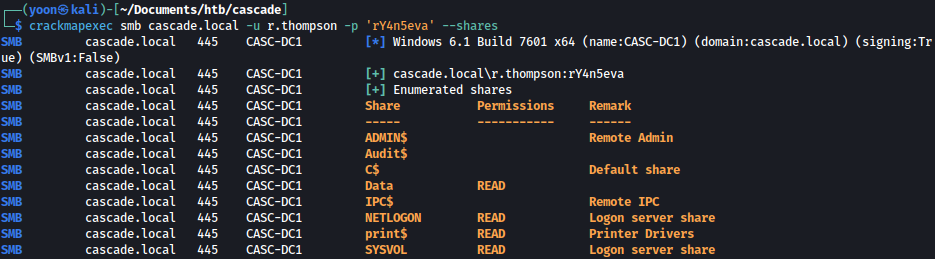 ┌──(yoon㉿kali)-[~/Documents/htb/cascade]
└─$ crackmapexec smb cascade.local -u r.thompson -p 'rY4n5eva' --shares
SMB         cascade.local   445    CASC-DC1         [*] Windows 6.1 Build 7601 x64 (name:CASC-DC1) (domain:cascade.local) (signing:Tr
ue) (SMBv1:False)
SMB         cascade.local   445    CASC-DC1         [+] cascade.local\r.thompson:rY4n5eva
SMB         cascade.local   445    CASC-DC1         [+] Enumerated shares
SMB         cascade.local   445    CASC-DC1         Share           Permissions     Remark
SMB         cascade.local   445    CASC-DC1         -----           -----------     ------
SMB         cascade.local   445    CASC-DC1         ADMIN$                          Remote Admin
SMB         cascade.local   445    CASC-DC1         Audit$
SMB         cascade.local   445    CASC-DC1         C$                              Default share
SMB         cascade.local   445    CASC-DC1         Data            READ
SMB         cascade.local   445    CASC-DC1         IPC$                            Remote IPC
SMB         cascade.local   445    CASC-DC1         NETLOGON        READ            Logon server share
SMB         cascade.local   445    CASC-DC1         print$          READ            Printer Drivers
SMB         cascade.local   445    CASC-DC1         SYSVOL          READ            Logon server share